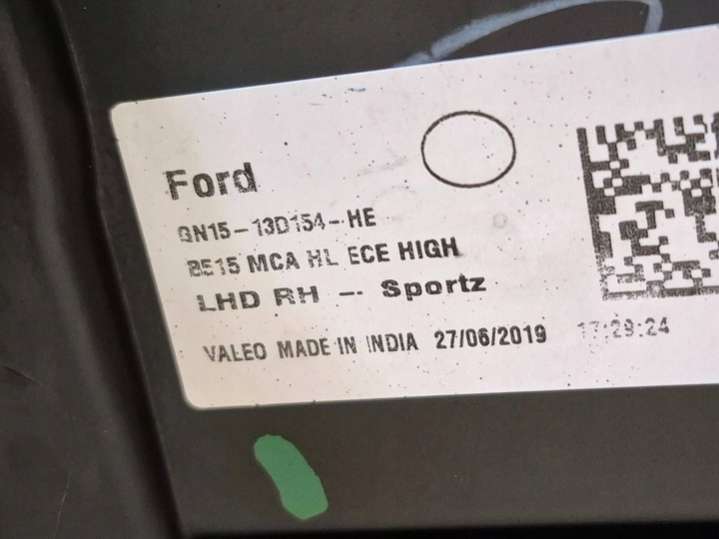 Ford
GN15-13D154-HE
BE15 MCA HL ECE HIGH
LHD RH - Sportz
VALEO MADE IN INDIA 27/06/2019 17:29:24